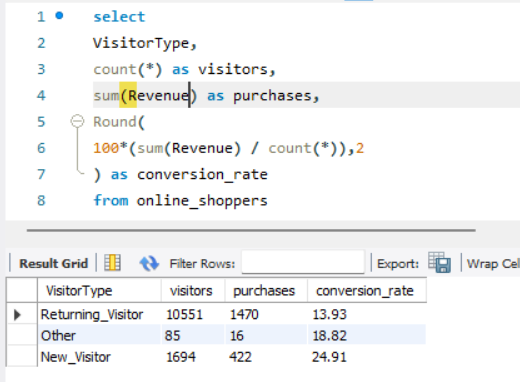 1 select
2 VisitorType,
3 count(*) as visitors,
4 sum(Revenue) as purchases,
5 Round(
6 100*(sum(Revenue) / count(*)),2
7 ) as conversion_rate
8 from online_shoppers
Result Grid Filter Rows: Export: Wrap Cel
VisitorType visitors purchases conversion_rate
Returning_Visitor 10551 1470 13.93
Other 85 16 18.82
New_Visitor 1694 422 24.91